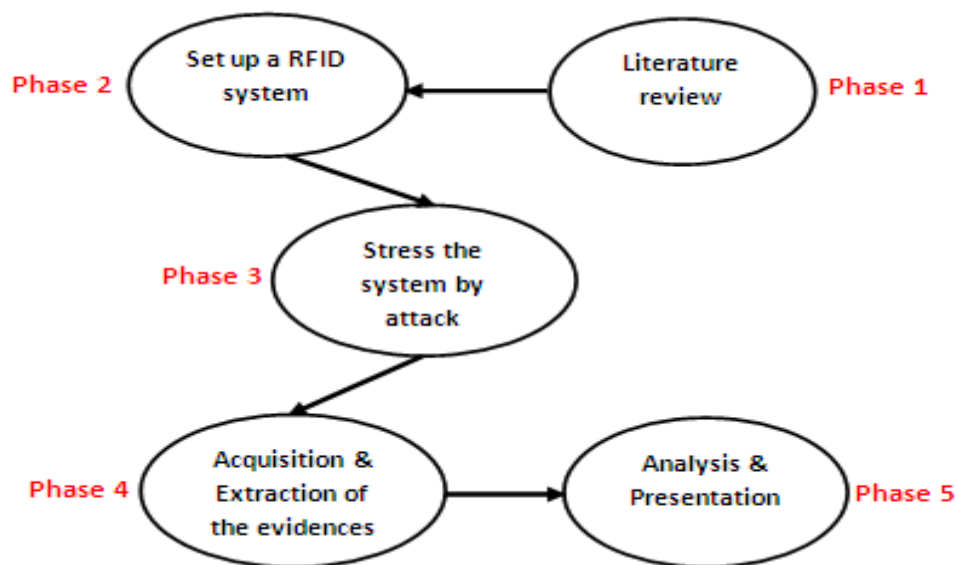 Phase 2
Set up a RFID
system
Literature
review
Phase 1
Phase 3
Stress the
system by
attack
Phase 4
Acquisition &
Extraction of
the evidences
Analysis &
Presentation
Phase 5